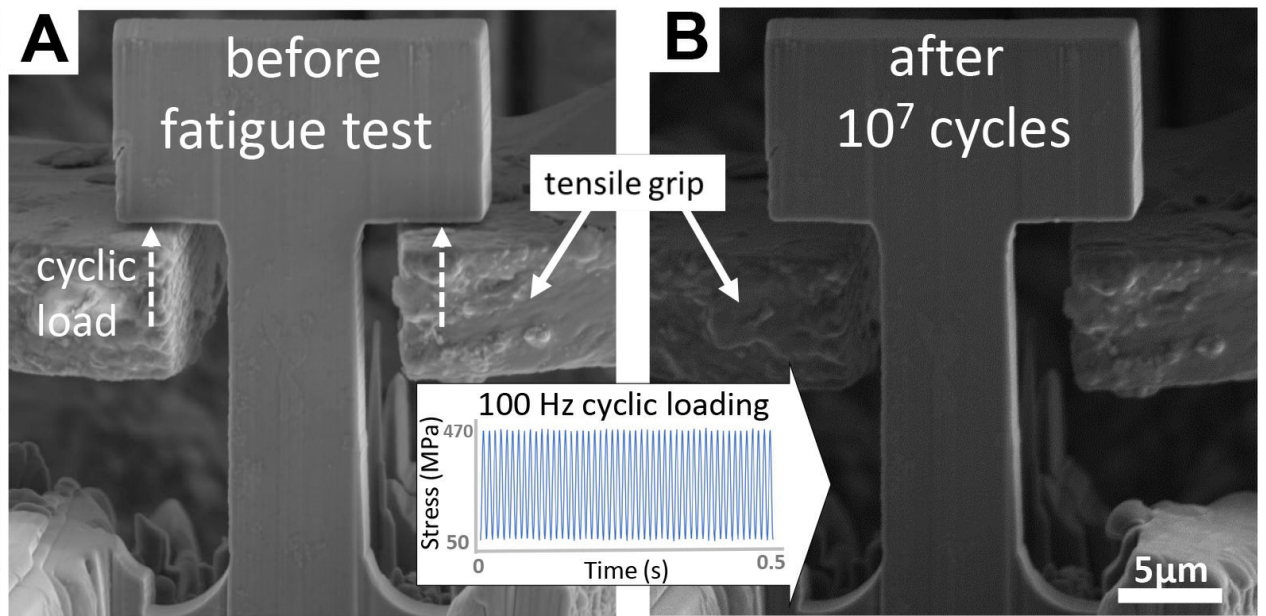 A
before
fatigue test
B
after
10⁷ cycles
tensile grip
cyclic
load
100 Hz cyclic loading
Stress (MPa)
470
50
0
0.5
Time (s)
5µm